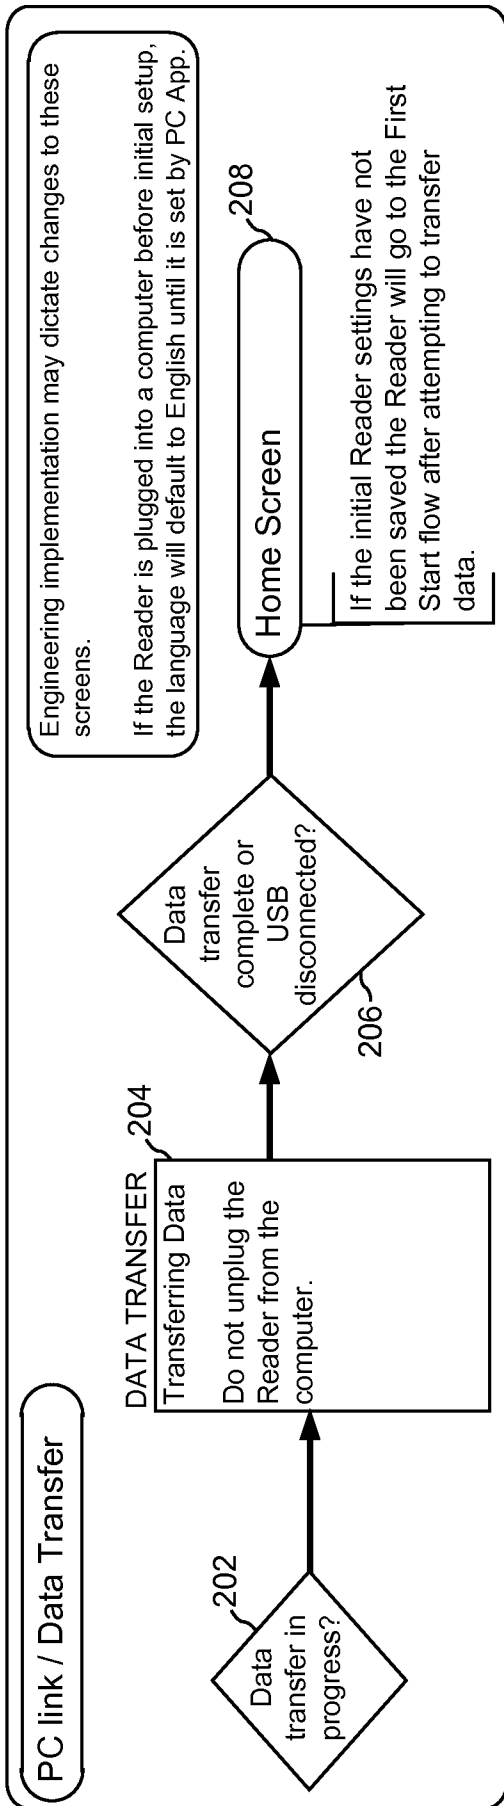 PC link / Data Transfer
Engineering implementation may dictate changes to these
screens.
If the Reader is plugged into a computer before initial setup,
the language will default to English until it is set by PC App.
202
Data
transfer in
progress?
DATA TRANSFER
204
Transferring Data
Do not unplug the
Reader from the
computer.
Data
transfer
complete or
USB
disconnected?
206
Home Screen
208
If the initial Reader settings have not
been saved the Reader will go to the First
Start flow after attempting to transfer
data.